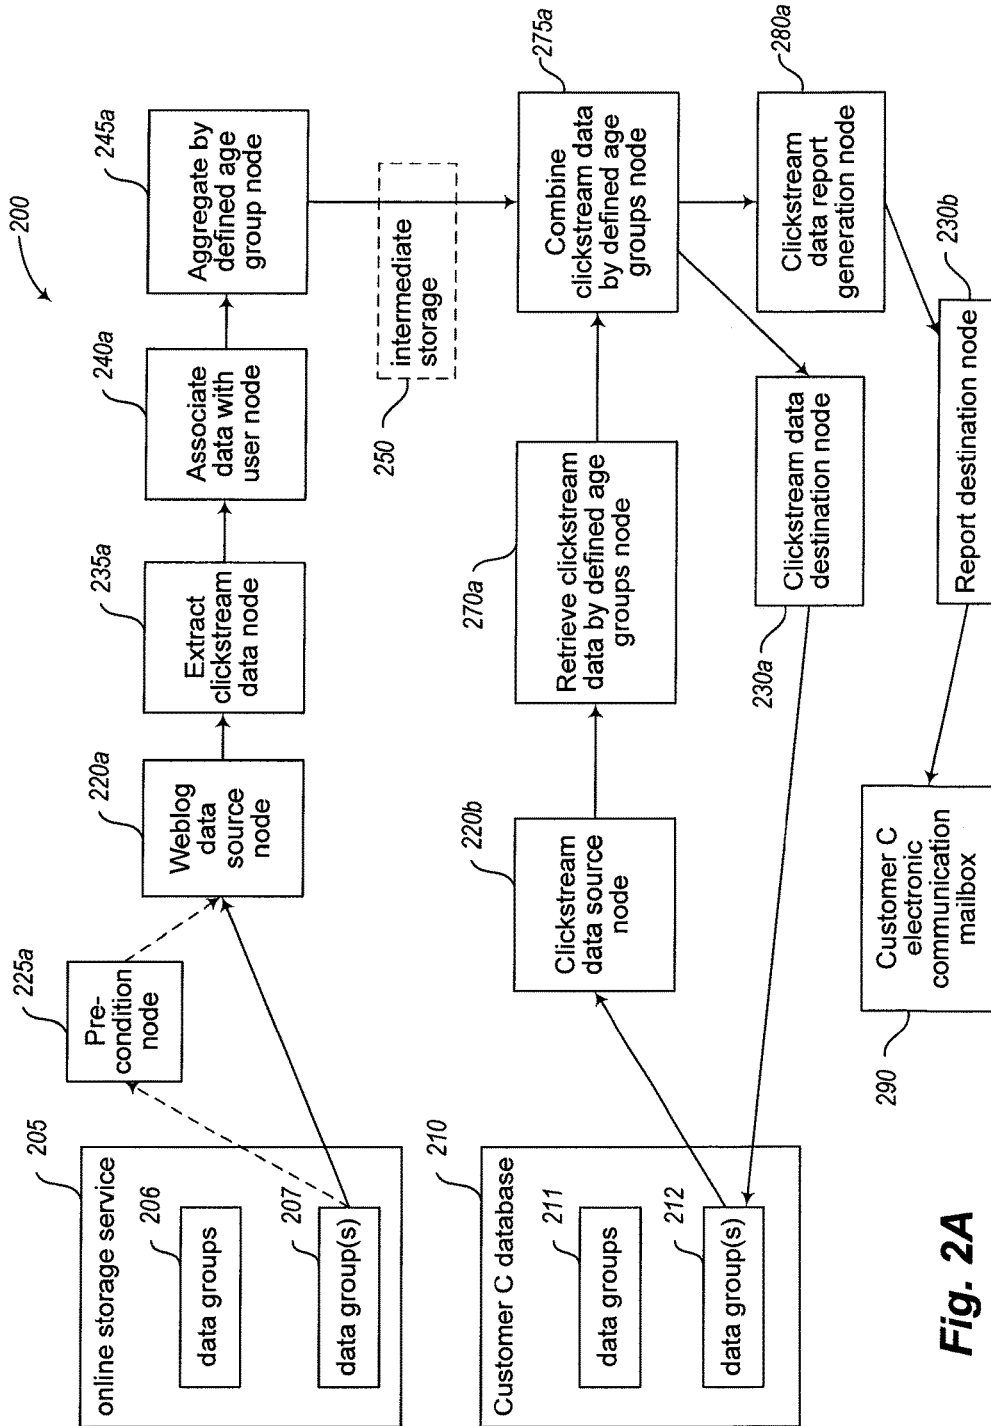 200
205
online storage service
206
data groups
207
data group(s)
225a
Pre-
condition
node
220a
Weblog
data
source
node
235a
Extract
clickstream
data node
240a
Associate
data with
user node
245a
Aggregate by
defined age
group node
250
intermediate
storage
210
Customer C database
211
data groups
212
data group(s)
220b
Clickstream
data source
node
270a
Retrieve clickstream
data by defined age
groups node
275a
Combine
clickstream data
by defined age
groups node
230a
Clickstream data
destination node
280a
Clickstream
data report
generation node
230b
Report destination node
290
Customer C
electronic
communication
mailbox
Fig. 2A